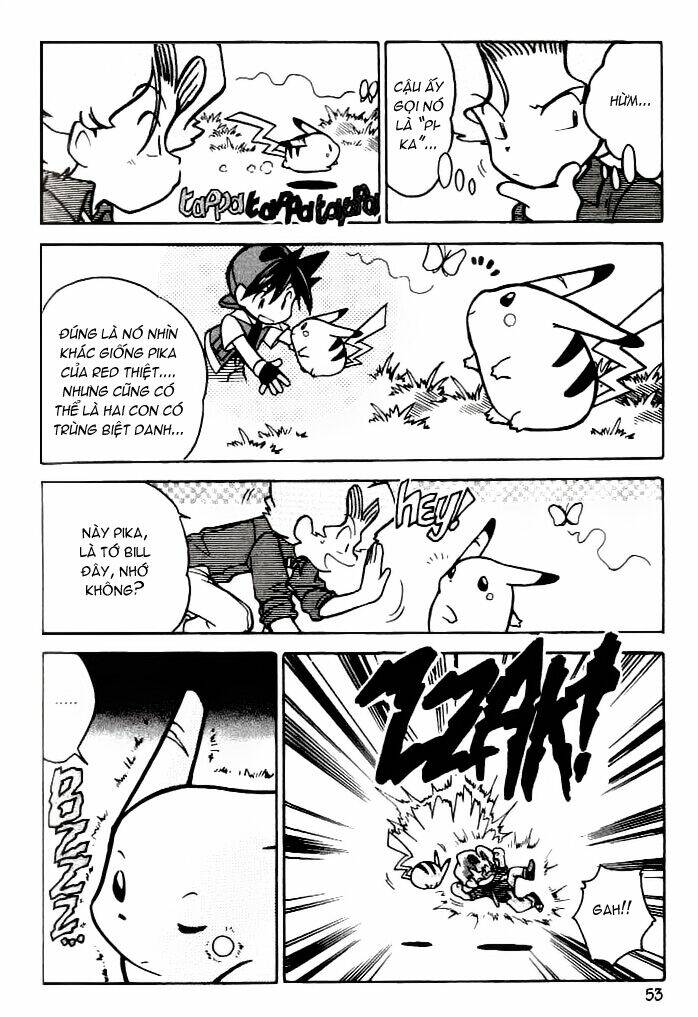 HỪM...
CẬU ẤY
GỌI NÓ
LÀ "PI-
KA"...
tappa tappa tappa
ĐÚNG LÀ NÓ NHÌN
KHÁC GIỐNG PIKA
CỦA RED THIỆT....
NHƯNG CŨNG CÓ
THỂ LÀ HAI CON CÓ
TRÙNG BIỆT DANH...
NÀY PIKA,
LÀ TỚ BILL
ĐÂY, NHỚ
KHÔNG?
hey!
......
ZZAK!
GAH!!
53